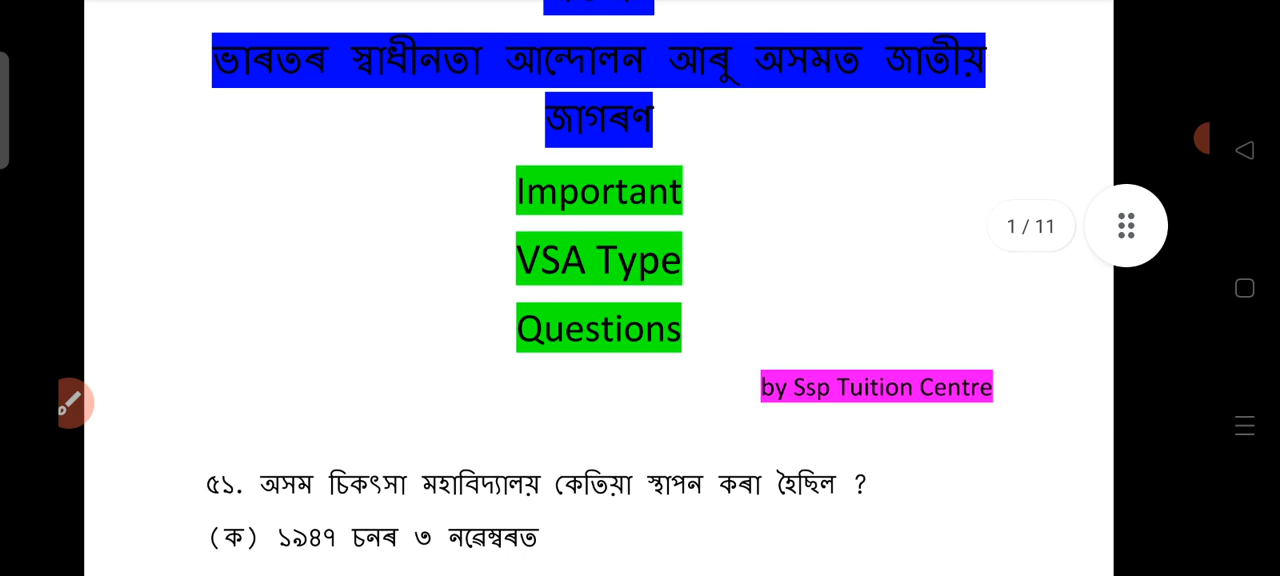 ভাৰতৰ স্বাধীনতা আন্দোলন আৰু অসমত জাতীয়
জাগৰণ
Important
VSA Type
Questions
1 / 11
by Ssp Tuition Centre
৫১. অসম চিকৎসা মহাবিদ্যালয় কেতিয়া স্থাপন কৰা হৈছিল ?
(ক) ১৯৪৭ চনৰ ৩ নৱেম্বৰত